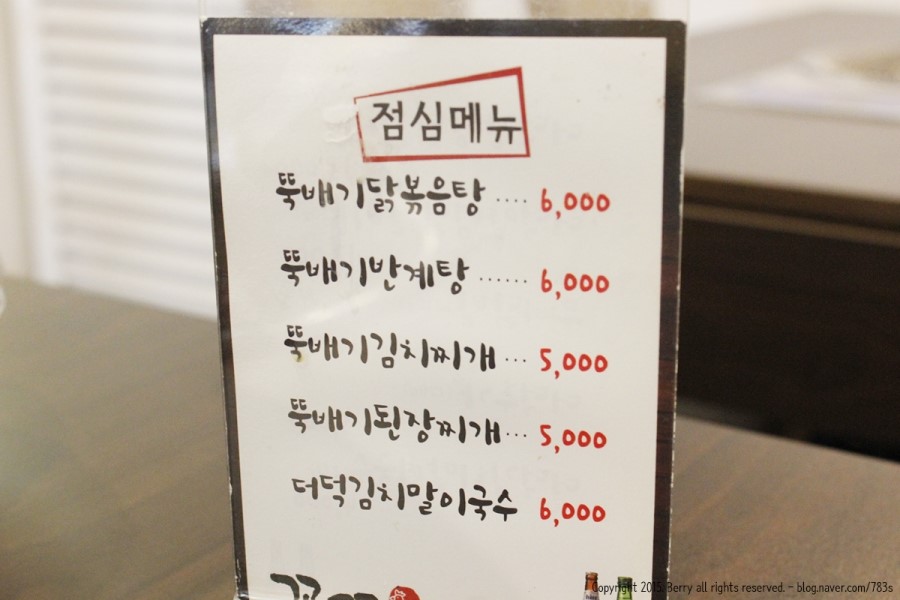 점심메뉴
뚝배기닭볶음탕 ···· 6,000
뚝배기반계탕 ······ 6,000
뚝배기김치찌개 ··· 5,000
뚝배기된장찌개 ··· 5,000
더덕김치말이국수 6,000
Copyright 2015. Berry all rights reserved. - blog.naver.com/783s